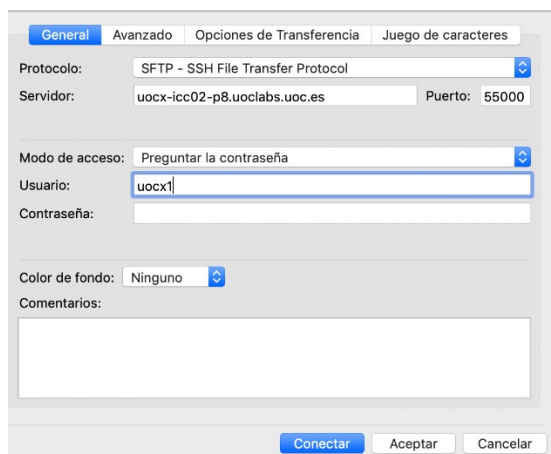 General Avanzado Opciones de Transferencia Juego de caracteres
Protocolo: SFTP - SSH File Transfer Protocol
Servidor: uocx-icc02-p8.uoclabs.uoc.es Puerto: 55000
Modo de acceso: Preguntar la contraseña
Usuario: uocx1
Contraseña:
Color de fondo: Ninguno
Comentarios:
Conectar Aceptar Cancelar